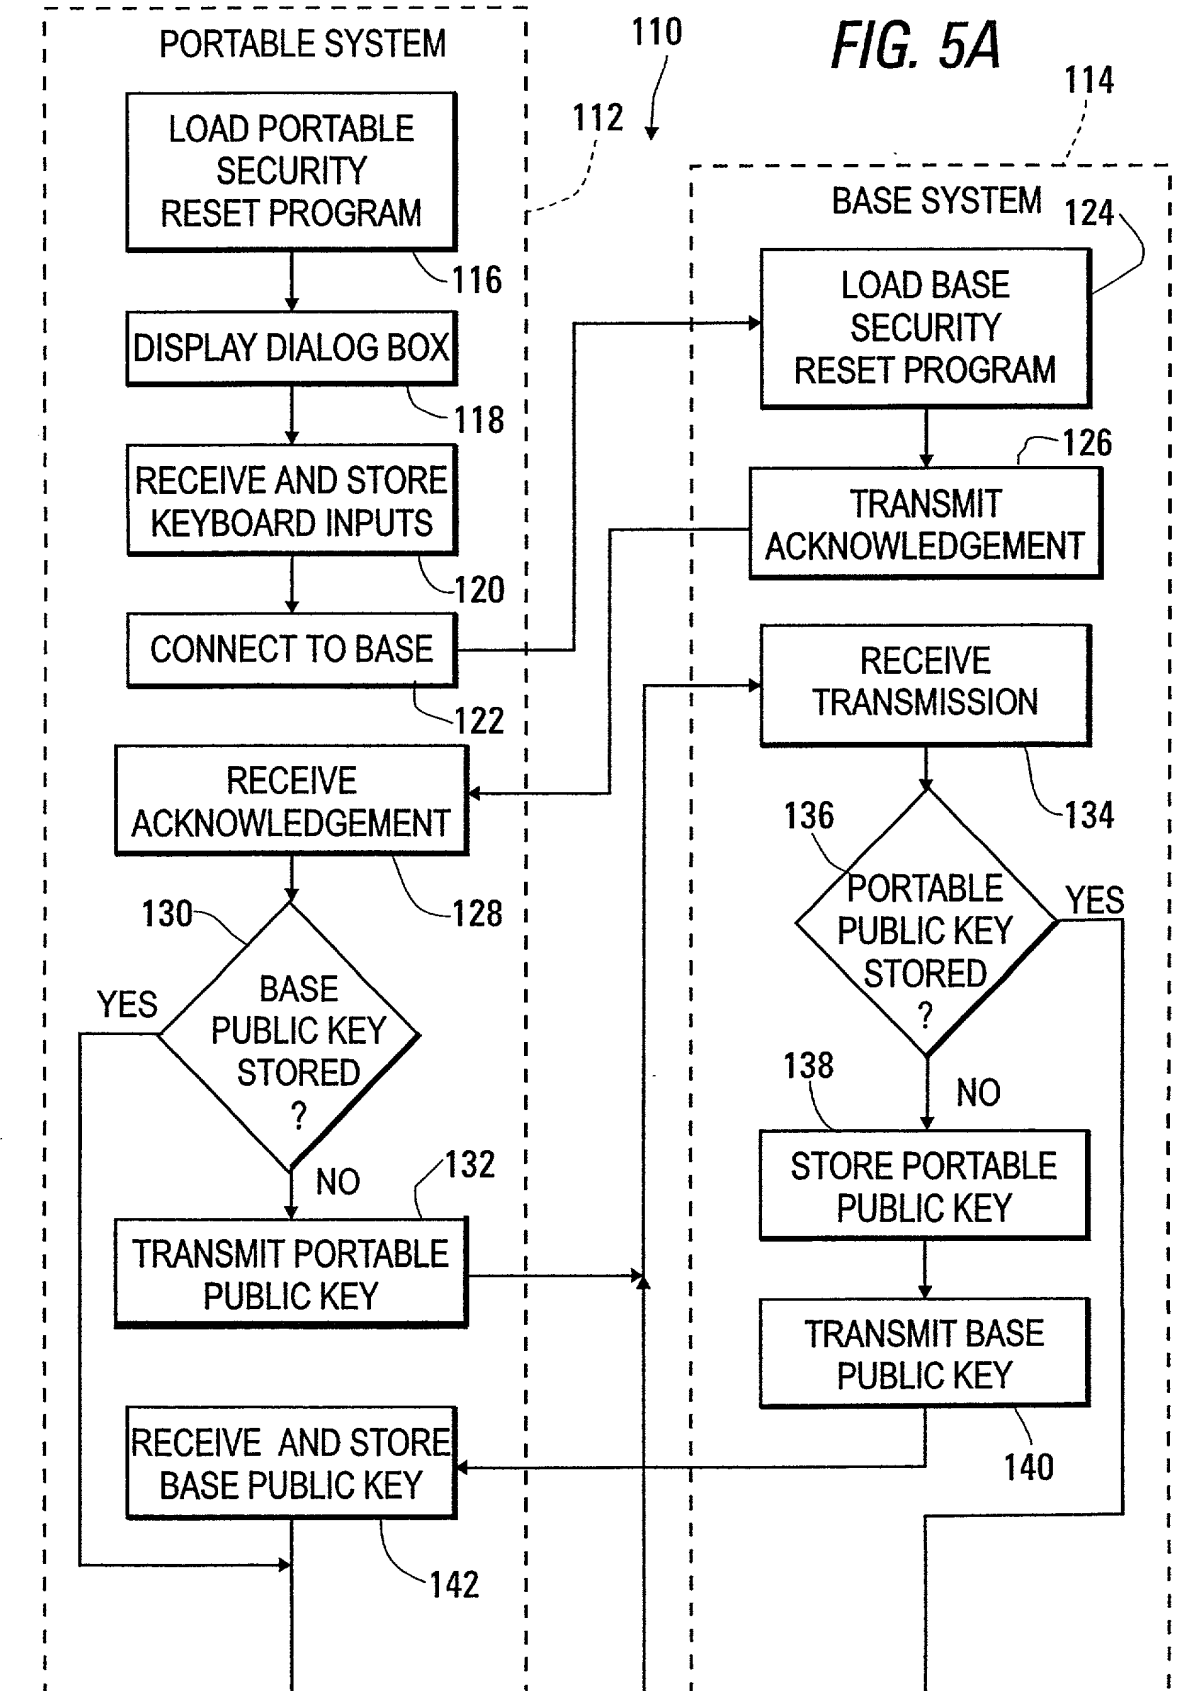 FIG. 5A
110
PORTABLE SYSTEM
112
LOAD PORTABLE
SECURITY
RESET PROGRAM
116
DISPLAY DIALOG BOX
118
RECEIVE AND STORE
KEYBOARD INPUTS
120
CONNECT TO BASE
122
RECEIVE
ACKNOWLEDGEMENT
128
130
BASE
PUBLIC KEY
STORED
?
YES
NO
132
TRANSMIT PORTABLE
PUBLIC KEY
RECEIVE AND STORE
BASE PUBLIC KEY
142
114
BASE SYSTEM
124
LOAD BASE
SECURITY
RESET PROGRAM
126
TRANSMIT
ACKNOWLEDGEMENT
RECEIVE
TRANSMISSION
134
136
PORTABLE
PUBLIC KEY
STORED
?
YES
NO
138
STORE PORTABLE
PUBLIC KEY
TRANSMIT BASE
PUBLIC KEY
140